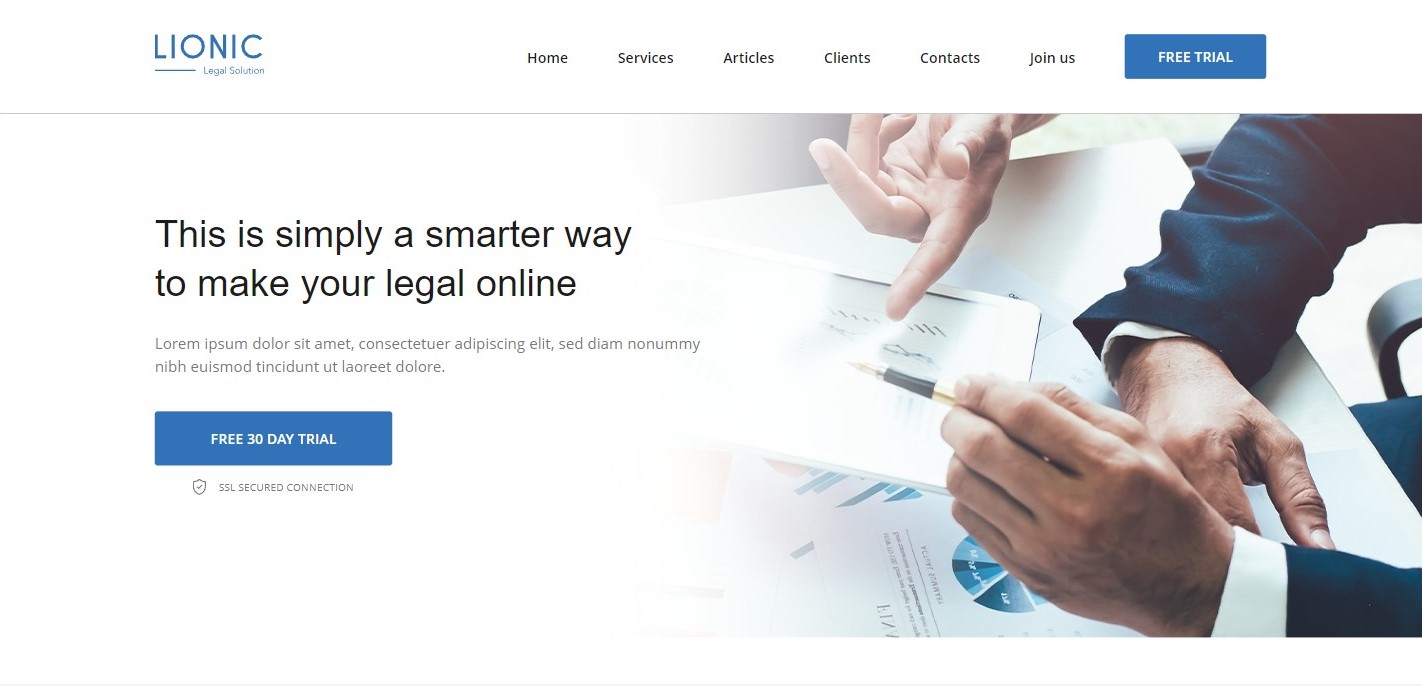 LIONIC
Legal Solution
Home
Services
Articles
Clients
Contacts
Join us
FREE TRIAL
This is simply a smarter way
to make your legal online
Lorem ipsum dolor sit amet, consectetuer adipiscing elit, sed diam nonummy
nibh euismod tincidunt ut laoreet dolore.
FREE 30 DAY TRIAL
SSL SECURED CONNECTION